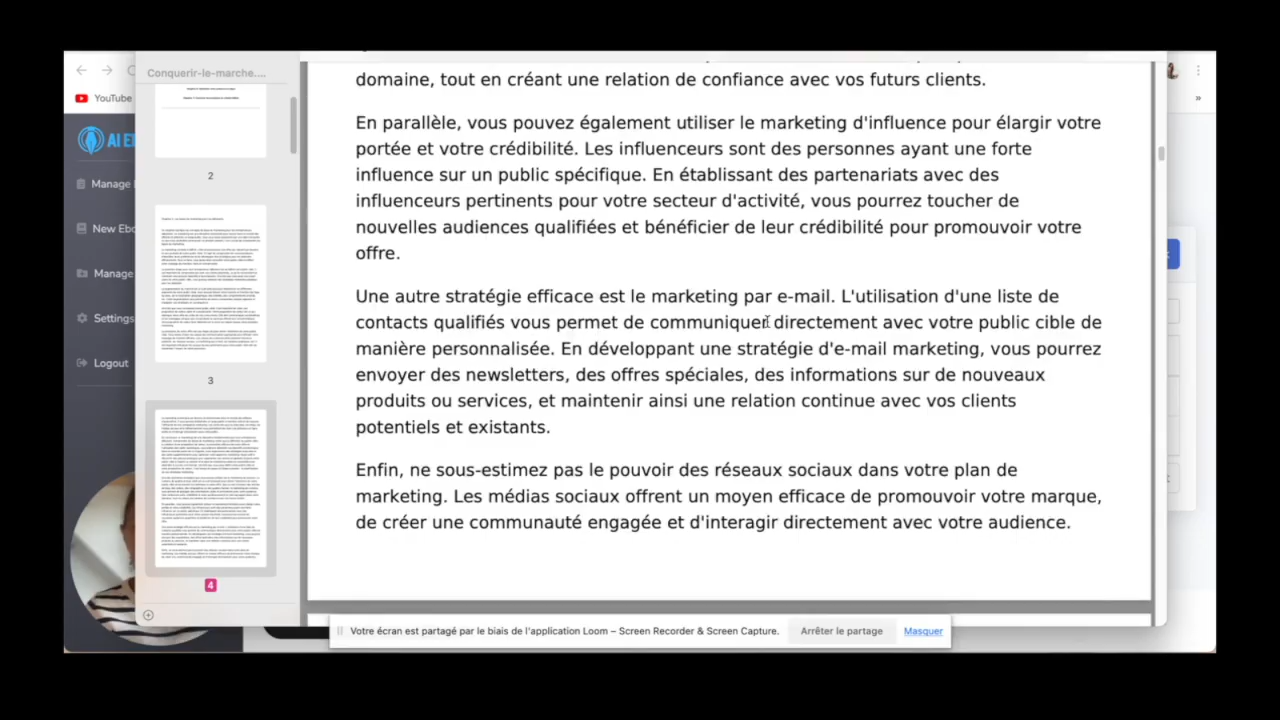 Conquerir-le-marche....
YouTube
AI E
Manage
New Ebo
Manage
Settings
Logout
2
3
4
domaine, tout en créant une relation de confiance avec vos futurs clients.
En parallèle, vous pouvez également utiliser le marketing d'influence pour élargir votre
portée et votre crédibilité. Les influenceurs sont des personnes ayant une forte
influence sur un public spécifique. En établissant des partenariats avec des
influenceurs pertinents pour votre secteur d'activité, vous pourrez toucher de
nouvelles audiences qualifiées et bénéficier de leur crédibilité pour promouvoir votre
offre.
stratégie efficace est le marketing par e-mail. L'utilisation d'une liste de
contacts qualifiés vous permet de communiquer directement avec votre public cible de
manière personnalisée. En développant une stratégie d'e-mail marketing, vous pourrez
envoyer des newsletters, des offres spéciales, des informations sur de nouveaux
produits ou services, et maintenir ainsi une relation continue avec vos clients
potentiels et existants.
Enfin, ne sous-estimez pas le pouvoir des réseaux sociaux dans votre plan de
marketing. Les médias sociaux offrent un moyen efficace de promouvoir votre marque,
communauté engagée et d'interagir directement avec votre audience.
Votre écran est partagé par le biais de l'application Loom – Screen Recorder & Screen Capture.
Arrêter le partage
Masquer